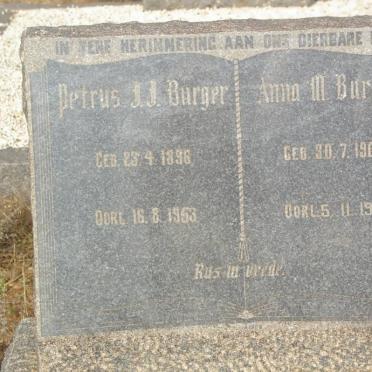 IN TERE HERINNERING AAN ONS DIERBARE
Petrus J.J. Burger
GEB. 23.4.1896
OORL. 16.8.1963
Anna M. Bur
GEB. 30.7.19
OORL. 5.11.19
Rus in vrede.